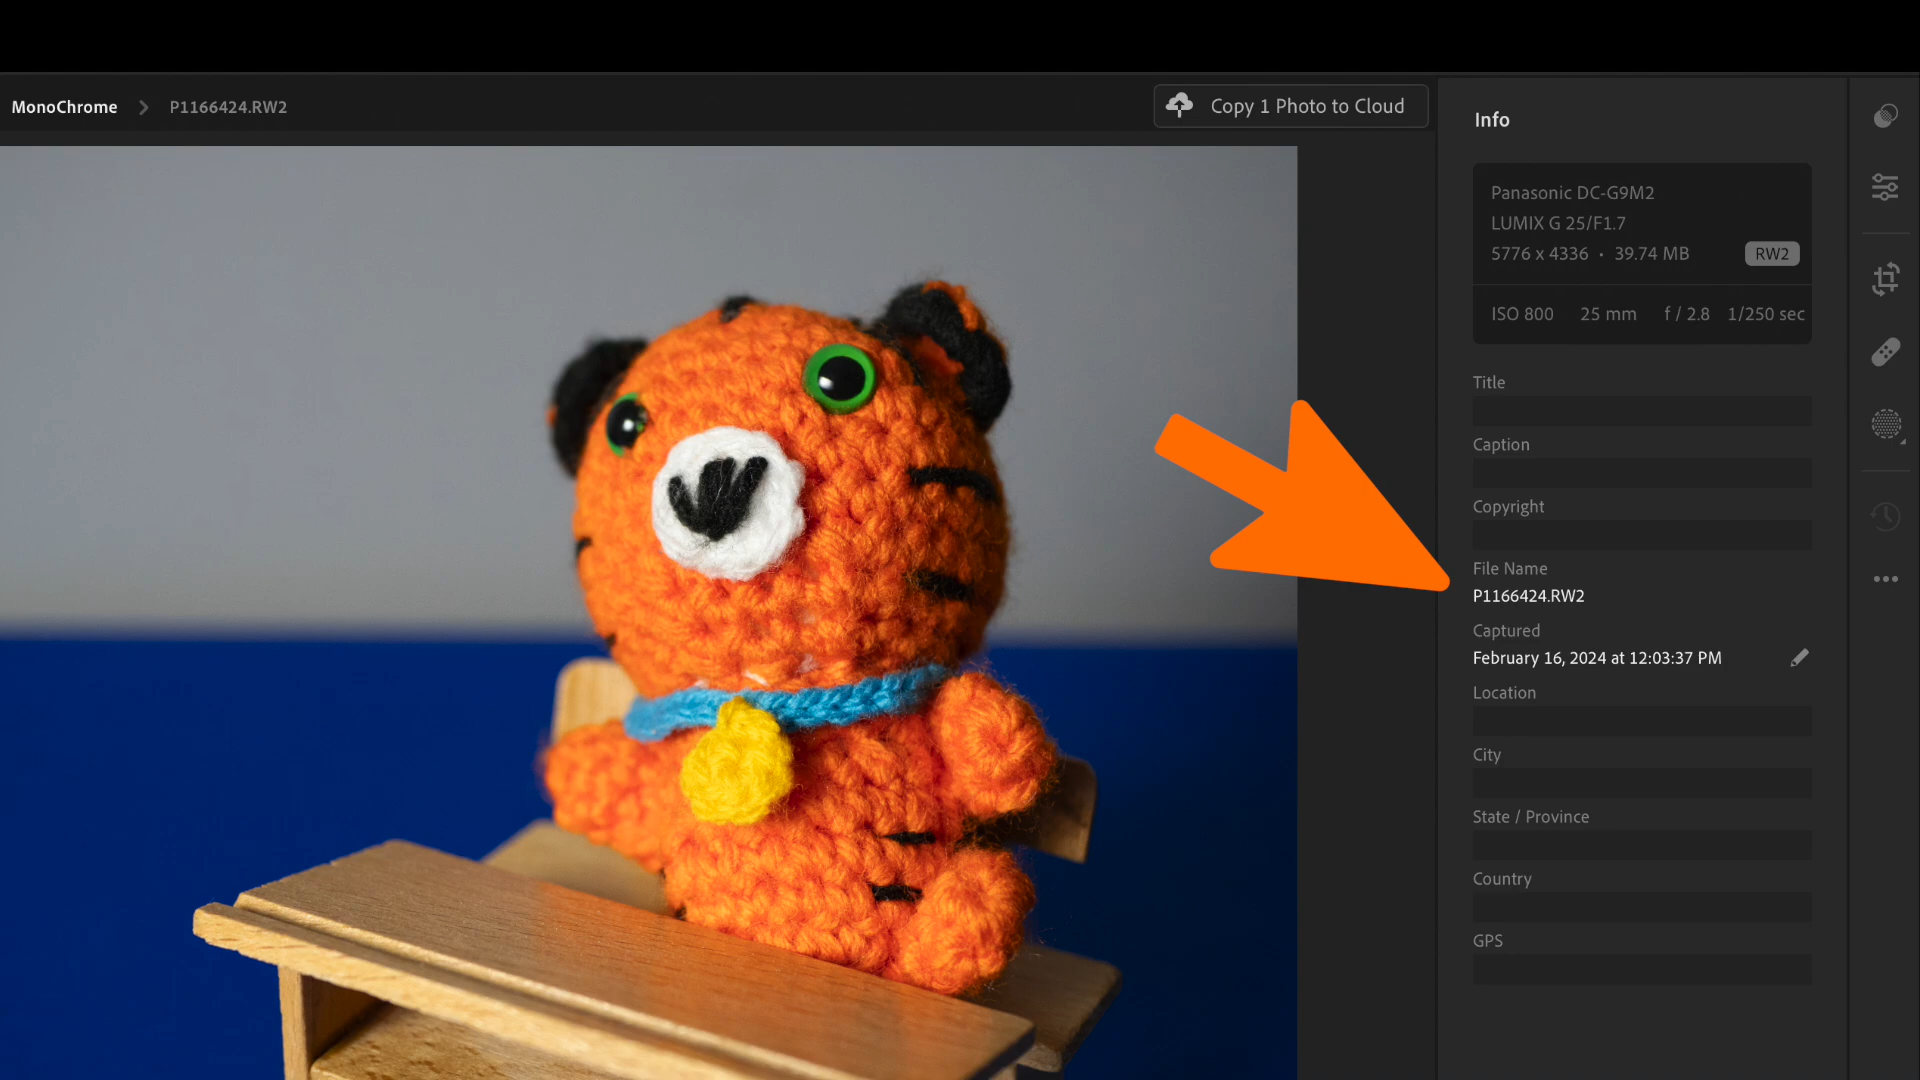 MonoChrome > P1166424.RW2
Copy 1 Photo to Cloud
Info
Panasonic DC-G9M2
LUMIX G 25/F1.7
5776 x 4336 • 39.74 MB RW2
ISO 800 25 mm f / 2.8 1/250 sec
Title
Caption
Copyright
File Name
P1166424.RW2
Captured
February 16, 2024 at 12:03:37 PM
Location
City
State / Province
Country
GPS